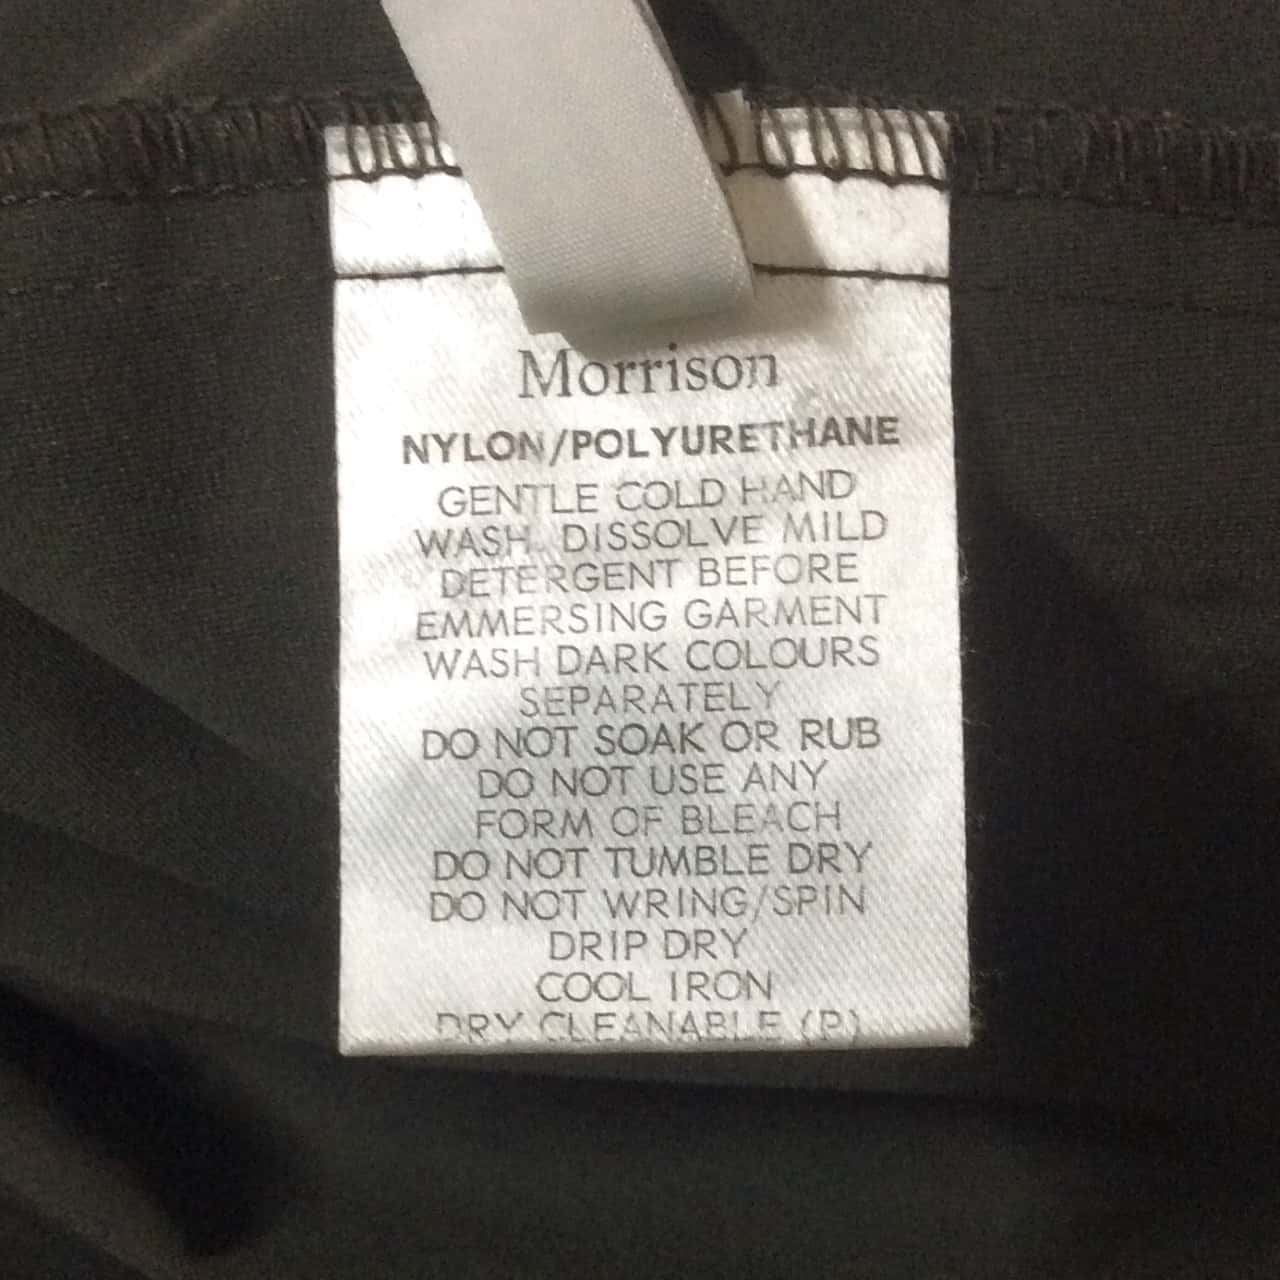 Morrison
NYLON/POLYURETHANE
GENTLE COLD HAND
WASH. DISSOLVE MILD
DETERGENT BEFORE
EMMERSING GARMENT
WASH DARK COLOURS
SEPARATELY
DO NOT SOAK OR RUB
DO NOT USE ANY
FORM OF BLEACH
DO NOT TUMBLE DRY
DO NOT WRING/SPIN
DRIP DRY
COOL IRON
DRY CLEANABLE (P)